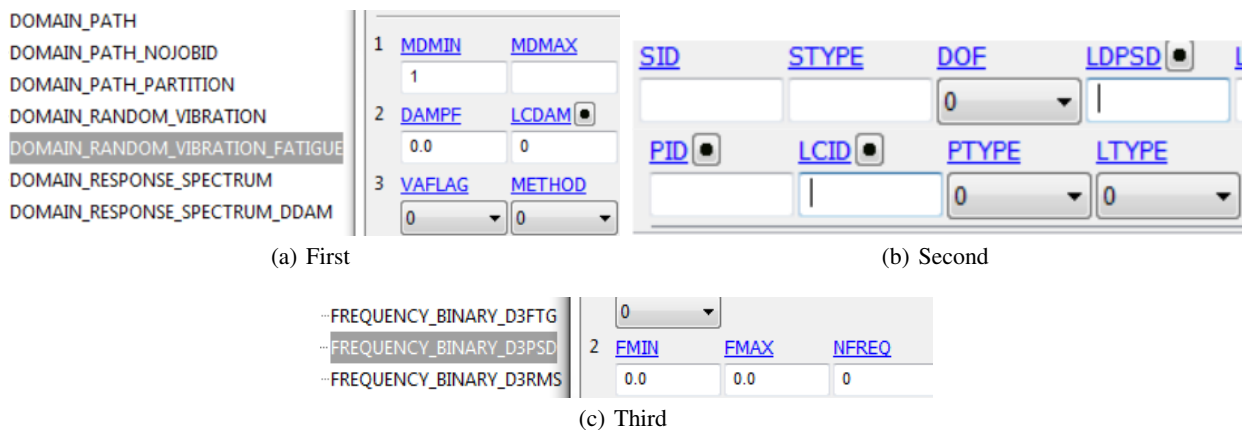 DOMAIN_PATH
DOMAIN_PATH_NOJOBID
DOMAIN_PATH_PARTITION
DOMAIN_RANDOM_VIBRATION
DOMAIN_RANDOM_VIBRATION_FATIGUE
DOMAIN_RESPONSE_SPECTRUM
DOMAIN_RESPONSE_SPECTRUM_DDAM
1 MDMIN MDMAX
1
2 DAMPF LCDAM
0.0 0
3 VAFLAG METHOD
0 0
(a) First
SID STYPE DOF LDPSD L
0
PID LCID PTYPE LTYPE
0 0
(b) Second
FREQUENCY_BINARY_D3FTG
FREQUENCY_BINARY_D3PSD
FREQUENCY_BINARY_D3RMS
0
2 FMIN FMAX NFREQ
0.0 0.0 0
(c) Third